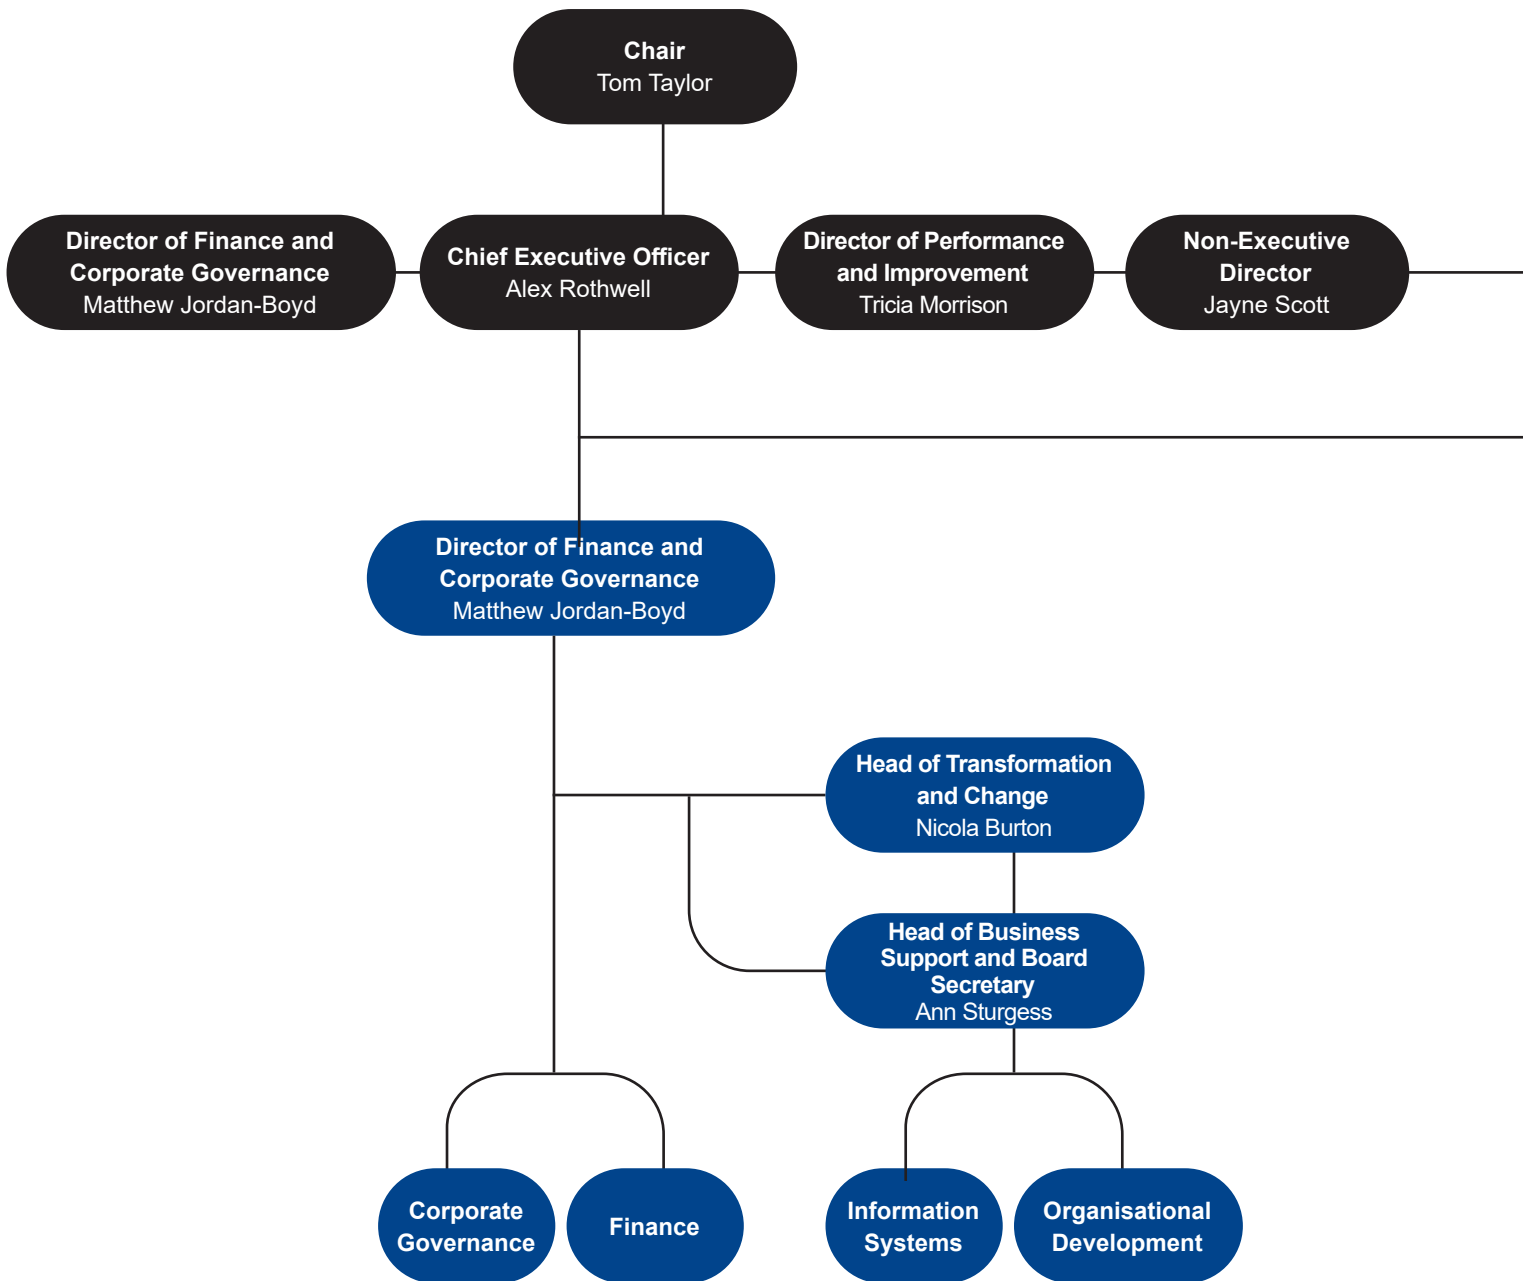 Chair
Tom Taylor
Director of Finance and
Corporate Governance
Matthew Jordan-Boyd
Chief Executive Officer
Alex Rothwell
Director of Performance
and Improvement
Tricia Morrison
Non-Executive
Director
Jayne Scott
Director of Finance and
Corporate Governance
Matthew Jordan-Boyd
Head of Transformation
and Change
Nicola Burton
Head of Business
Support and Board
Secretary
Ann Sturgess
Corporate
Governance
Finance
Information
Systems
Organisational
Development